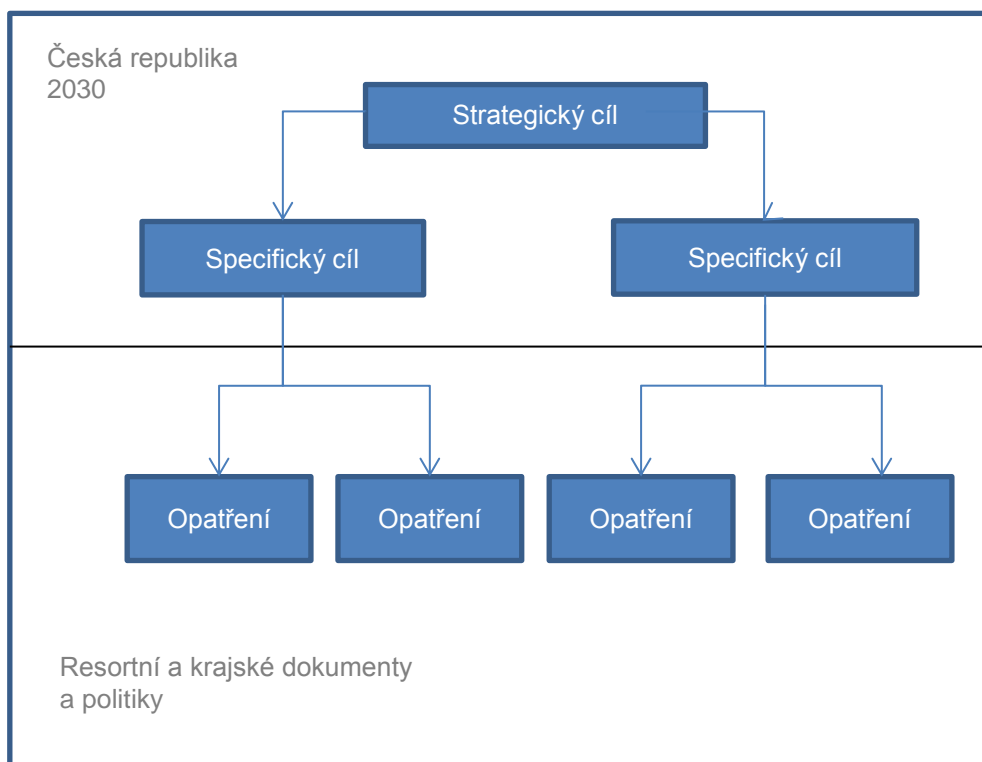 Česká republika
2030
Strategický cíl
Specifický cíl
Specifický cíl
Opatření
Opatření
Opatření
Opatření
Resortní a krajské dokumenty
a politiky